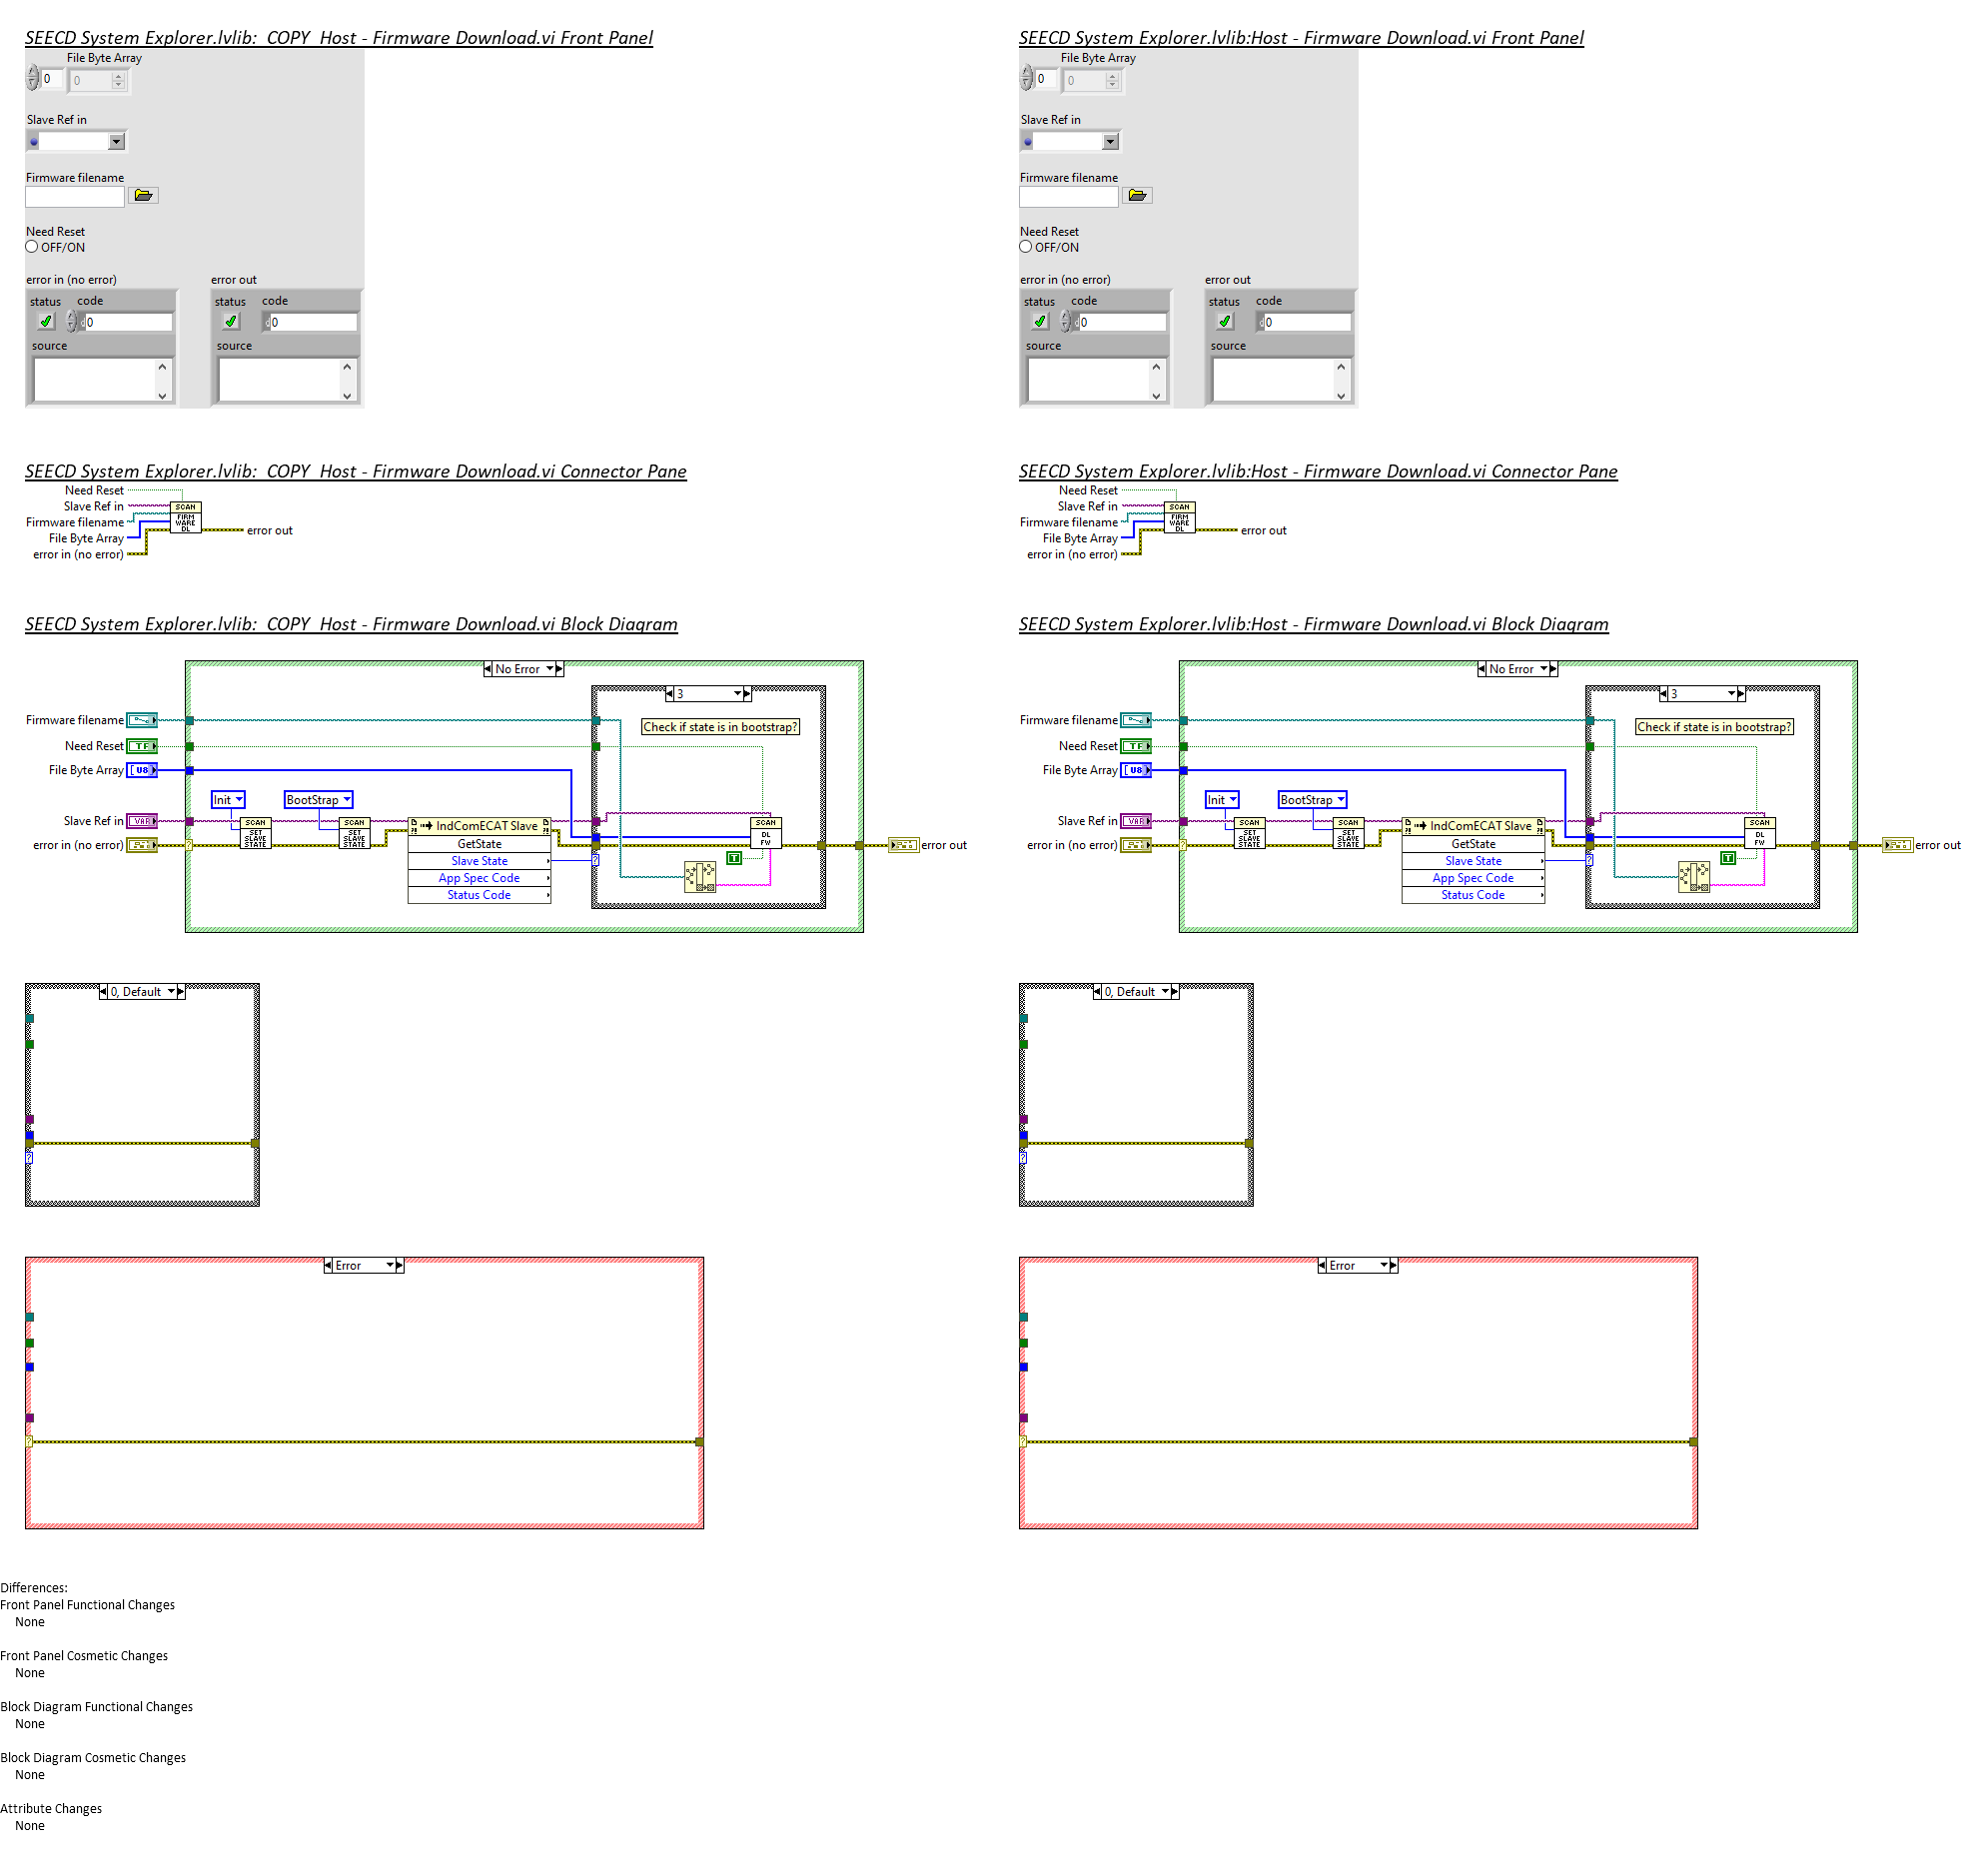 SEECD System Explorer.lvlib:_COPY_Host - Firmware Download.vi Front Panel
File Byte Array
0
0
Slave Ref in
Firmware filename
Need Reset
OFF/ON
error in (no error)
error out
status code
0
source
status code
0
source
SEECD System Explorer.lvlib:_COPY_Host - Firmware Download.vi Connector Pane
Need Reset
Slave Ref in
Firmware filename
File Byte Array
error in (no error)
SCAN
FIRM
WARE
DL
error out
SEECD System Explorer.lvlib:_COPY_Host - Firmware Download.vi Block Diagram
No Error
3
Check if state is in bootstrap?
Firmware filename
Need Reset
TF
File Byte Array
U8
Init
BootStrap
Slave Ref in
VAR
error in (no error)
SCAN
SET
SLAVE
STATE
SCAN
SET
SLAVE
STATE
IndComECAT Slave
GetState
Slave State
App Spec Code
Status Code
SCAN
DL
FW
T
?
?
error out
0, Default
?
Error
?
SEECD System Explorer.lvlib:Host - Firmware Download.vi Front Panel
File Byte Array
0
0
Slave Ref in
Firmware filename
Need Reset
OFF/ON
error in (no error)
error out
status code
0
source
status code
0
source
SEECD System Explorer.lvlib:Host - Firmware Download.vi Connector Pane
Need Reset
Slave Ref in
Firmware filename
File Byte Array
error in (no error)
SCAN
FIRM
WARE
DL
error out
SEECD System Explorer.lvlib:Host - Firmware Download.vi Block Diagram
No Error
3
Check if state is in bootstrap?
Firmware filename
Need Reset
TF
File Byte Array
U8
Init
BootStrap
Slave Ref in
VAR
error in (no error)
SCAN
SET
SLAVE
STATE
SCAN
SET
SLAVE
STATE
IndComECAT Slave
GetState
Slave State
App Spec Code
Status Code
SCAN
DL
FW
T
?
?
error out
0, Default
?
Error
?
Differences:
Front Panel Functional Changes
None
Front Panel Cosmetic Changes
None
Block Diagram Functional Changes
None
Block Diagram Cosmetic Changes
None
Attribute Changes
None